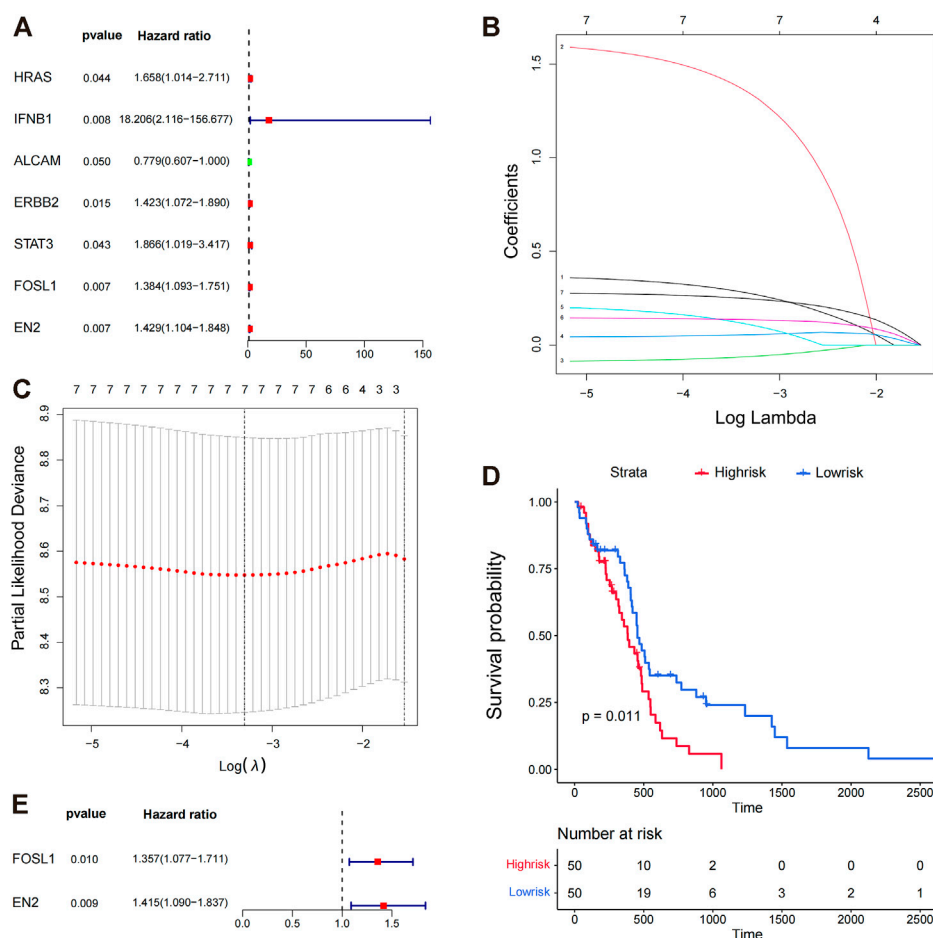 A
pvalue Hazard ratio
HRAS 0.044 1.658(1.014−2.711)
IFNB1 0.008 18.206(2.116−156.677)
ALCAM 0.050 0.779(0.607−1.000)
ERBB2 0.015 1.423(1.072−1.890)
STAT3 0.043 1.866(1.019−3.417)
FOSL1 0.007 1.384(1.093−1.751)
EN2 0.007 1.429(1.104−1.848)
0 50 100 150
B
7 7 7 4
Coefficients
1.5
1.0
0.5
0.0
2
1
7
5
6
4
3
−5 −4 −3 −2
Log Lambda
C
7 7 7 7 7 7 7 7 7 7 7 7 7 7 7 6 6 4 3 3
Partial Likelihood Deviance
8.9
8.8
8.7
8.6
8.5
8.4
8.3
−5 −4 −3 −2
Log(λ)
D
Strata Highrisk Lowrisk
Survival probability
1.00
0.75
0.50
0.25
0.00
p = 0.011
0 500 1000 1500 2000 2500
Time
Number at risk
Highrisk 50 10 2 0 0 0
Lowrisk 50 19 6 3 2 1
0 500 1000 1500 2000 2500
Time
E
pvalue Hazard ratio
FOSL1 0.010 1.357(1.077−1.711)
EN2 0.009 1.415(1.090−1.837)
0.0 0.5 1.0 1.5